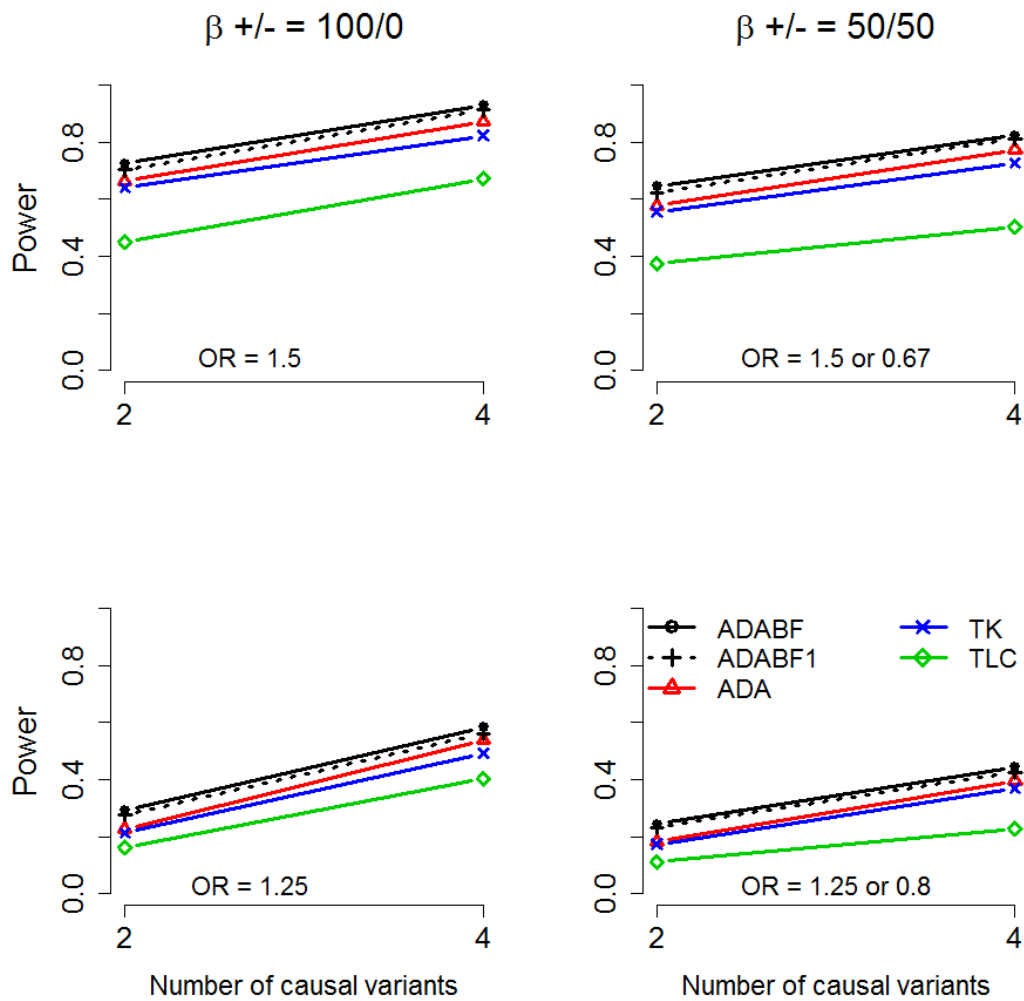 β +/- = 100/0
β +/- = 50/50
Power
0.0 0.4 0.8
OR = 1.5
2 4
0.0 0.4 0.8
OR = 1.5 or 0.67
2 4
Power
0.0 0.4 0.8
OR = 1.25
2 4
Number of causal variants
0.0 0.4 0.8
ADABF TK
ADABF1 TLC
ADA
OR = 1.25 or 0.8
2 4
Number of causal variants